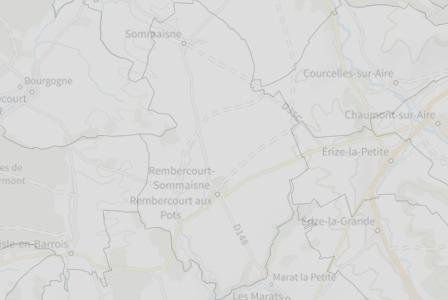 Sommaisne
Courcelles-sur-Aire
Bourgogne
court
D35C
Chaumont-sur-Aire
Érize-la-Petite
es de
rmont
Rembercourt-
Sommaisne
Rembercourt aux
Pots
Érize-la-Grande
D148
isle-en-Barrois
Marat la Petite
Les Marats